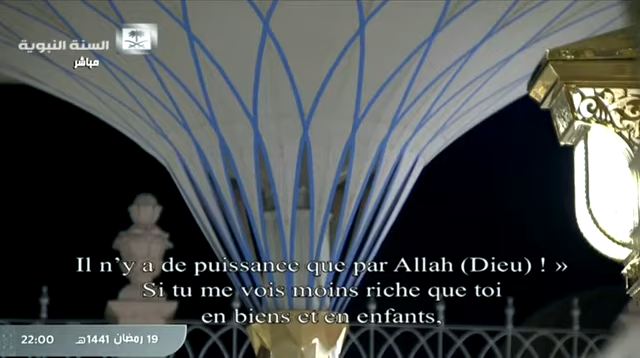 السنة النبوية
مباشر
Il n’y a de puissance que par Allah (Dieu) ! »
Si tu me vois moins riche que toi
en biens et en enfants,
22:00
19 رمضان 1441هـ